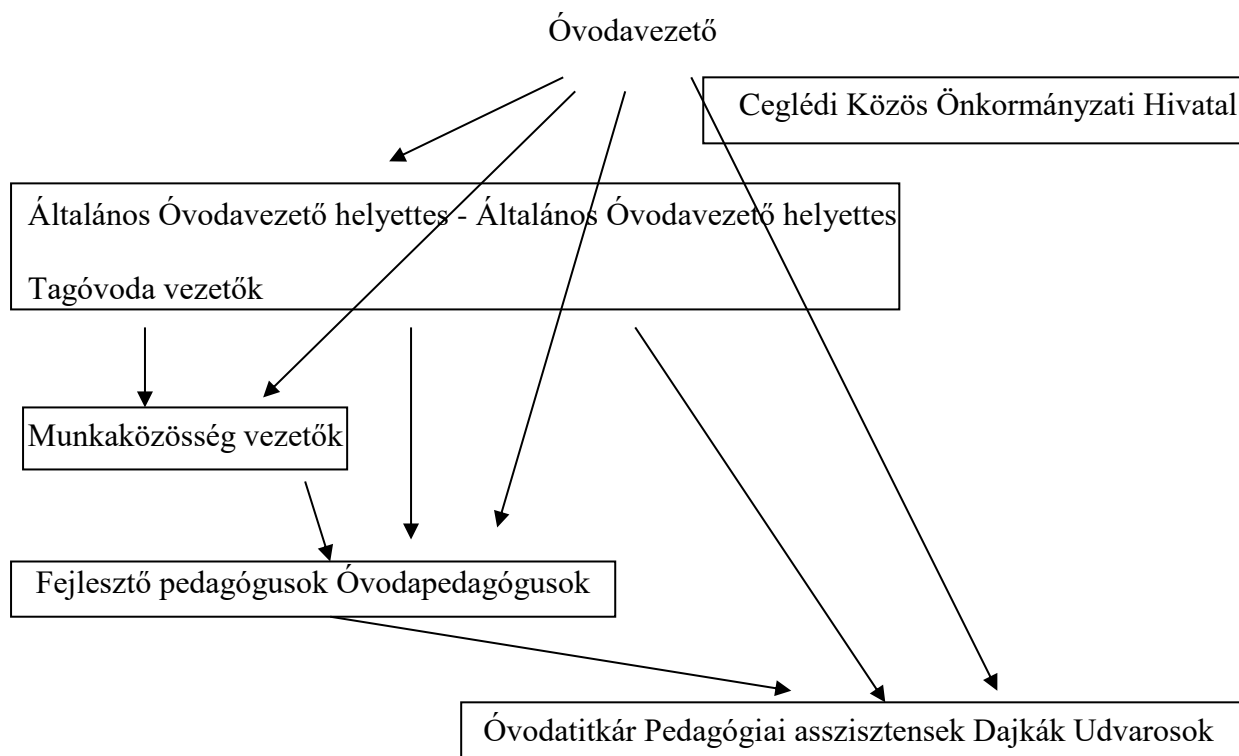 Óvodavezető
Ceglédi Közös Önkormányzati Hivatal
Általános Óvodavezető helyettes - Általános Óvodavezető helyettes
Tagóvoda vezetők
Munkaközösség vezetők
Fejlesztő pedagógusok Óvodapedagógusok
Óvodatitkár Pedagógiai asszisztensek Dajkák Udvarosok